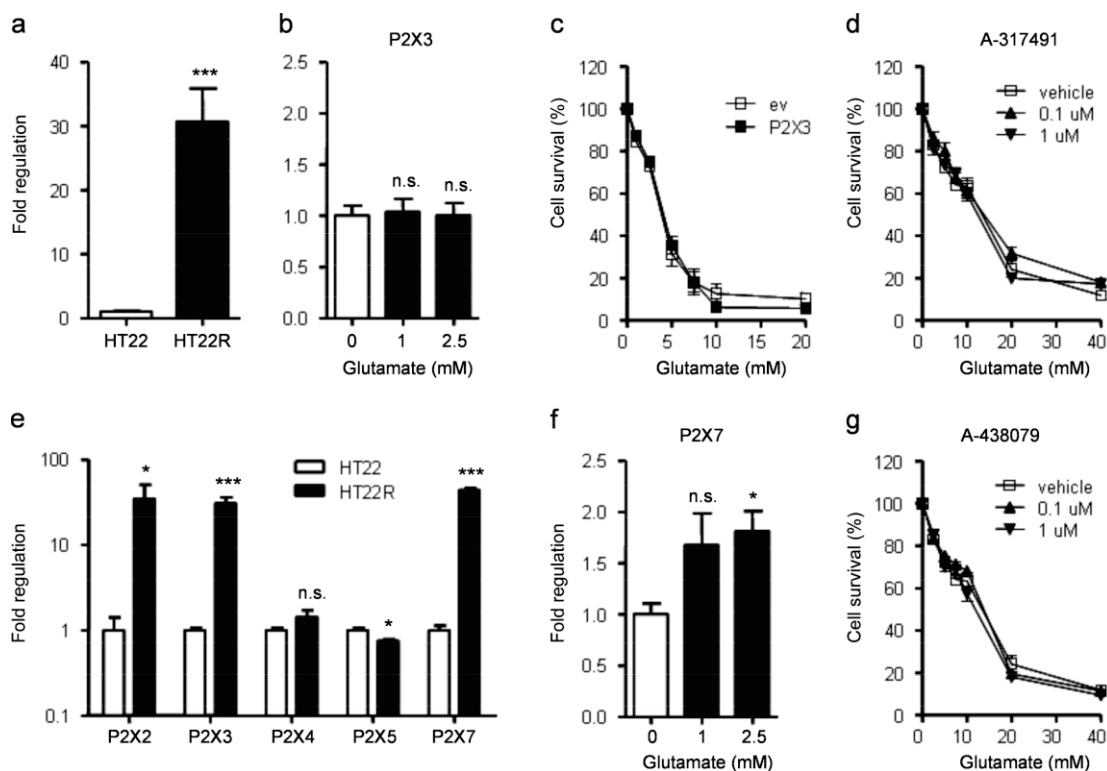 a
Fold regulation
40
30
20
10
0
***
HT22 HT22R
b
P2X3
Fold regulation
2.5
2.0
1.5
1.0
0.5
0.0
n.s. n.s.
0 1 2.5
Glutamate (mM)
c
Cell survival (%)
120
100
80
60
40
20
0
ev
P2X3
0 5 10 15 20
Glutamate (mM)
d
A-317491
Cell survival (%)
120
100
80
60
40
20
0
vehicle
0.1 uM
1 uM
0 10 20 30 40
Glutamate (mM)
e
Fold regulation
100
10
1
0.1
HT22
HT22R
* *** n.s. * ***
P2X2 P2X3 P2X4 P2X5 P2X7
f
P2X7
Fold regulation
2.5
2.0
1.5
1.0
0.5
0.0
n.s. *
0 1 2.5
Glutamate (mM)
g
A-438079
Cell survival (%)
120
100
80
60
40
20
0
vehicle
0.1 uM
1 uM
0 10 20 30 40
Glutamate (mM)